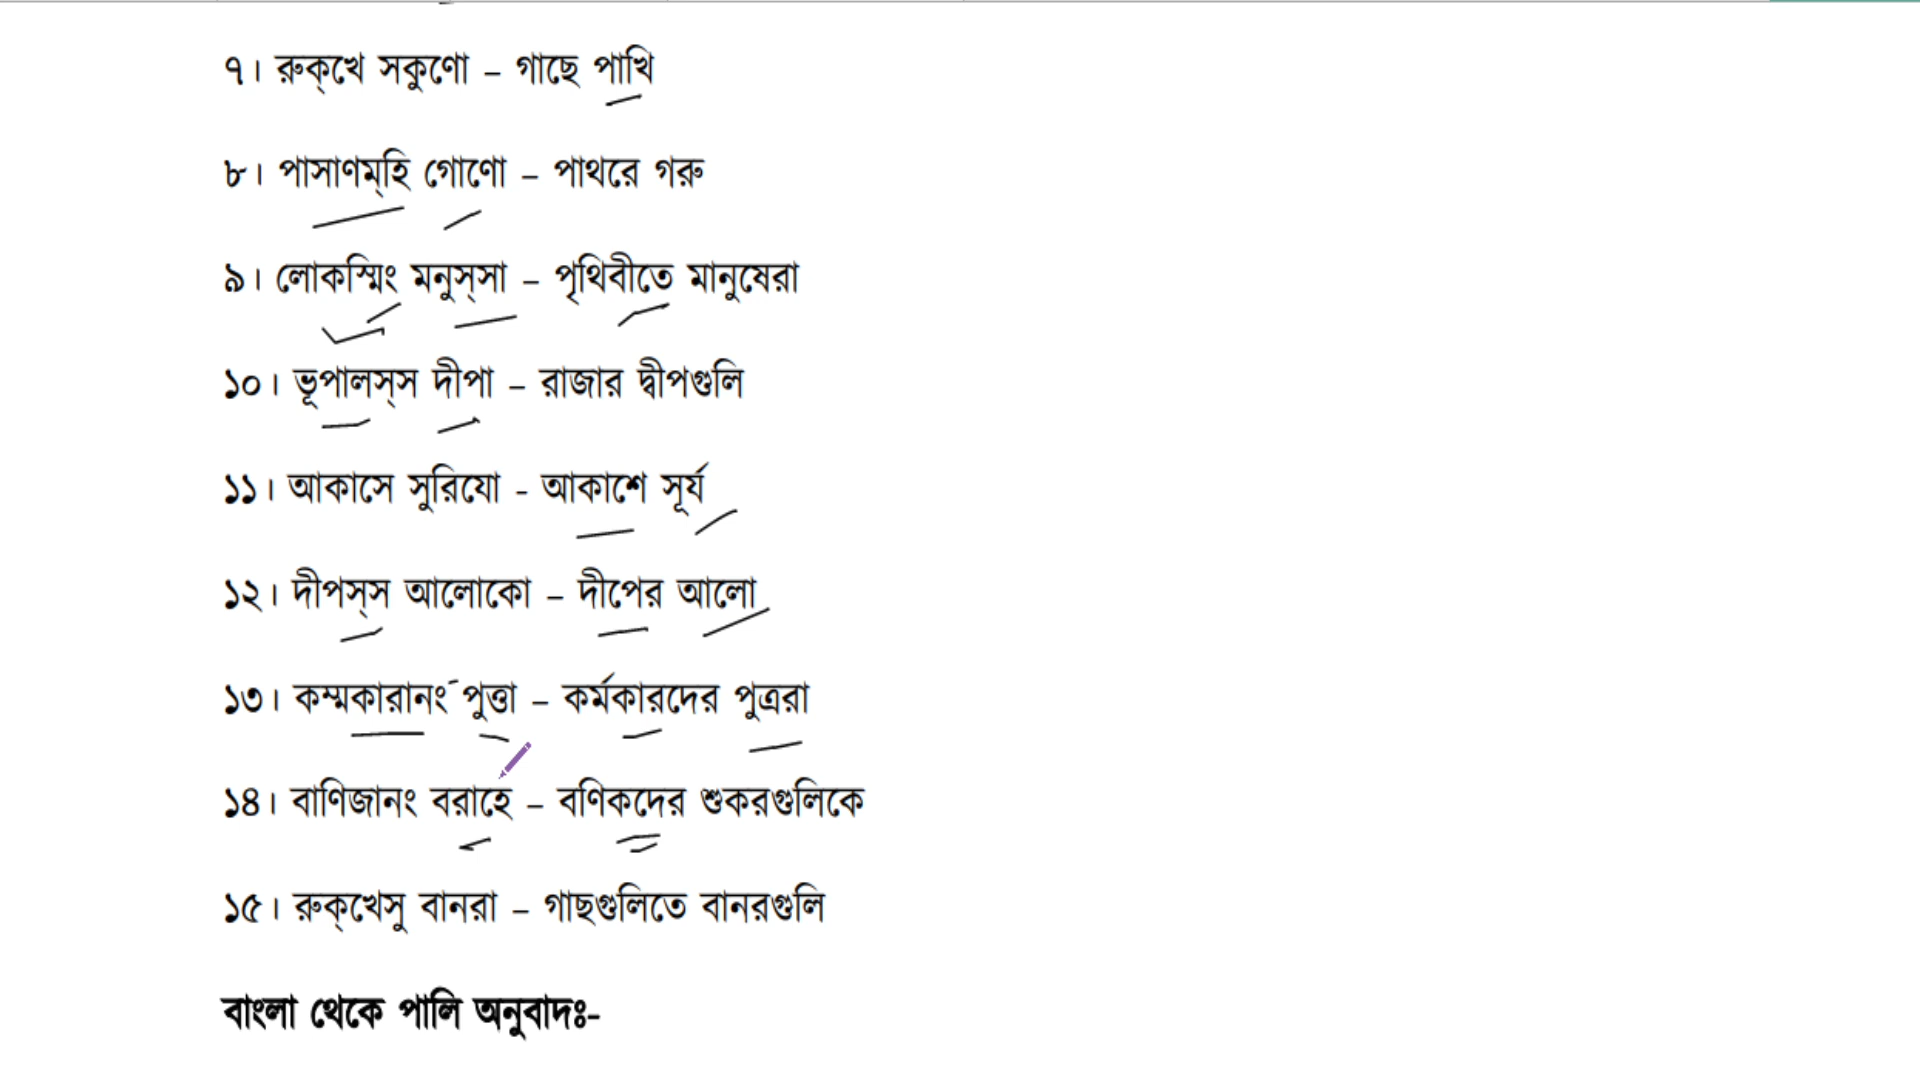 ৭। রুক্‌খে সকুণো – গাছে পাখি
৮। পাসাণম্‌হি গোণো – পাথরে গরু
৯। লোকস্মিং মনুস্‌সা – পৃথিবীতে মানুষেরা
১০। ভূপালস্‌স দীপা – রাজার দ্বীপগুলি
১১। আকাসে সুরিযো - আকাশে সূর্য
১২। দীপস্‌স আলোকো – দীপের আলো
১৩। কম্মকারানং পুত্তা – কর্মকারদের পুত্ররা
১৪। বাণিজানং বরাহে – বণিকদের শুকরগুলিকে
১৫। রুক্‌খেসু বানরা – গাছগুলিতে বানরগুলি
বাংলা থেকে পালি অনুবাদঃ-